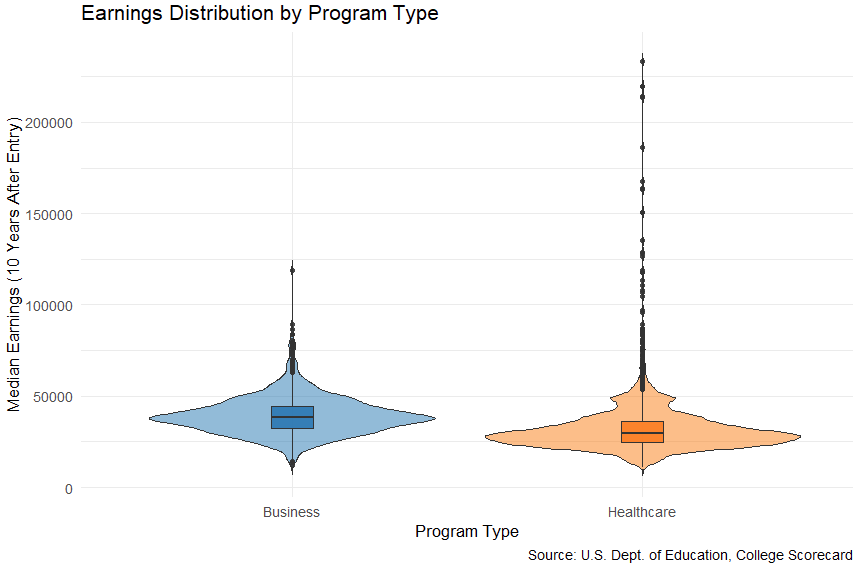 Earnings Distribution by Program Type
Median Earnings (10 Years After Entry)
200000
150000
100000
50000
0
Business
Healthcare
Program Type
Source: U.S. Dept. of Education, College Scorecard